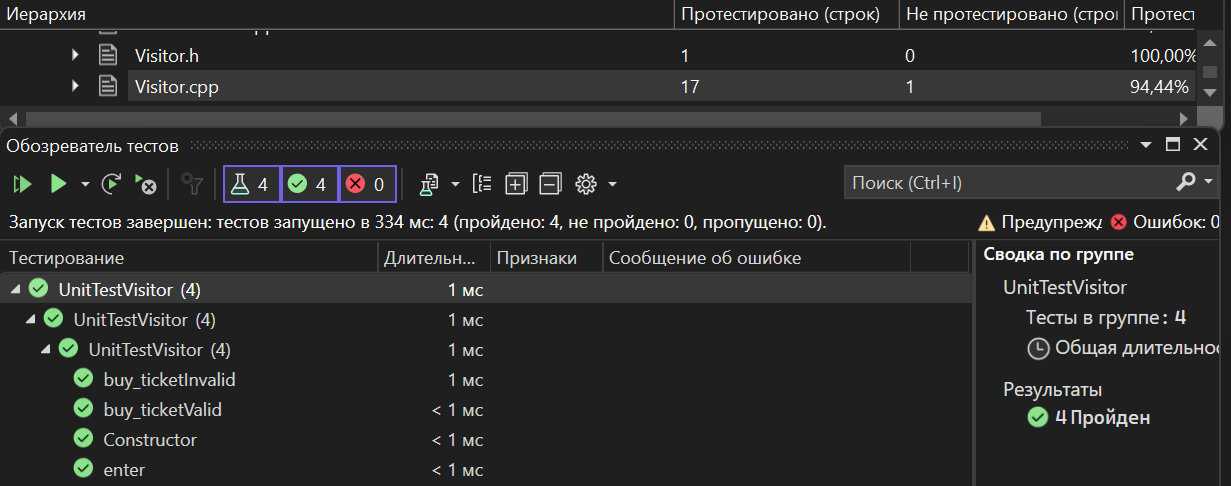 Иерархия Протестировано (строк) Не протестировано (строк Протест
Visitor.h 1 0 100,00%
Visitor.cpp 17 1 94,44%
Обозреватель тестов
4 4 0 Поиск (Ctrl+I)
Запуск тестов завершен: тестов запущено в 334 мс: 4 (пройдено: 4, не пройдено: 0, пропущено: 0). Предупрежд Ошибок: 0
Тестирование Длительн... Признаки Сообщение об ошибке
UnitTestVisitor (4) 1 мс
UnitTestVisitor (4) 1 мс
UnitTestVisitor (4) 1 мс
buy_ticketInvalid 1 мс
buy_ticketValid < 1 мс
Constructor < 1 мс
enter < 1 мс
Сводка по группе
UnitTestVisitor
Тесты в группе: 4
Общая длительнос
Результаты
4 Пройден